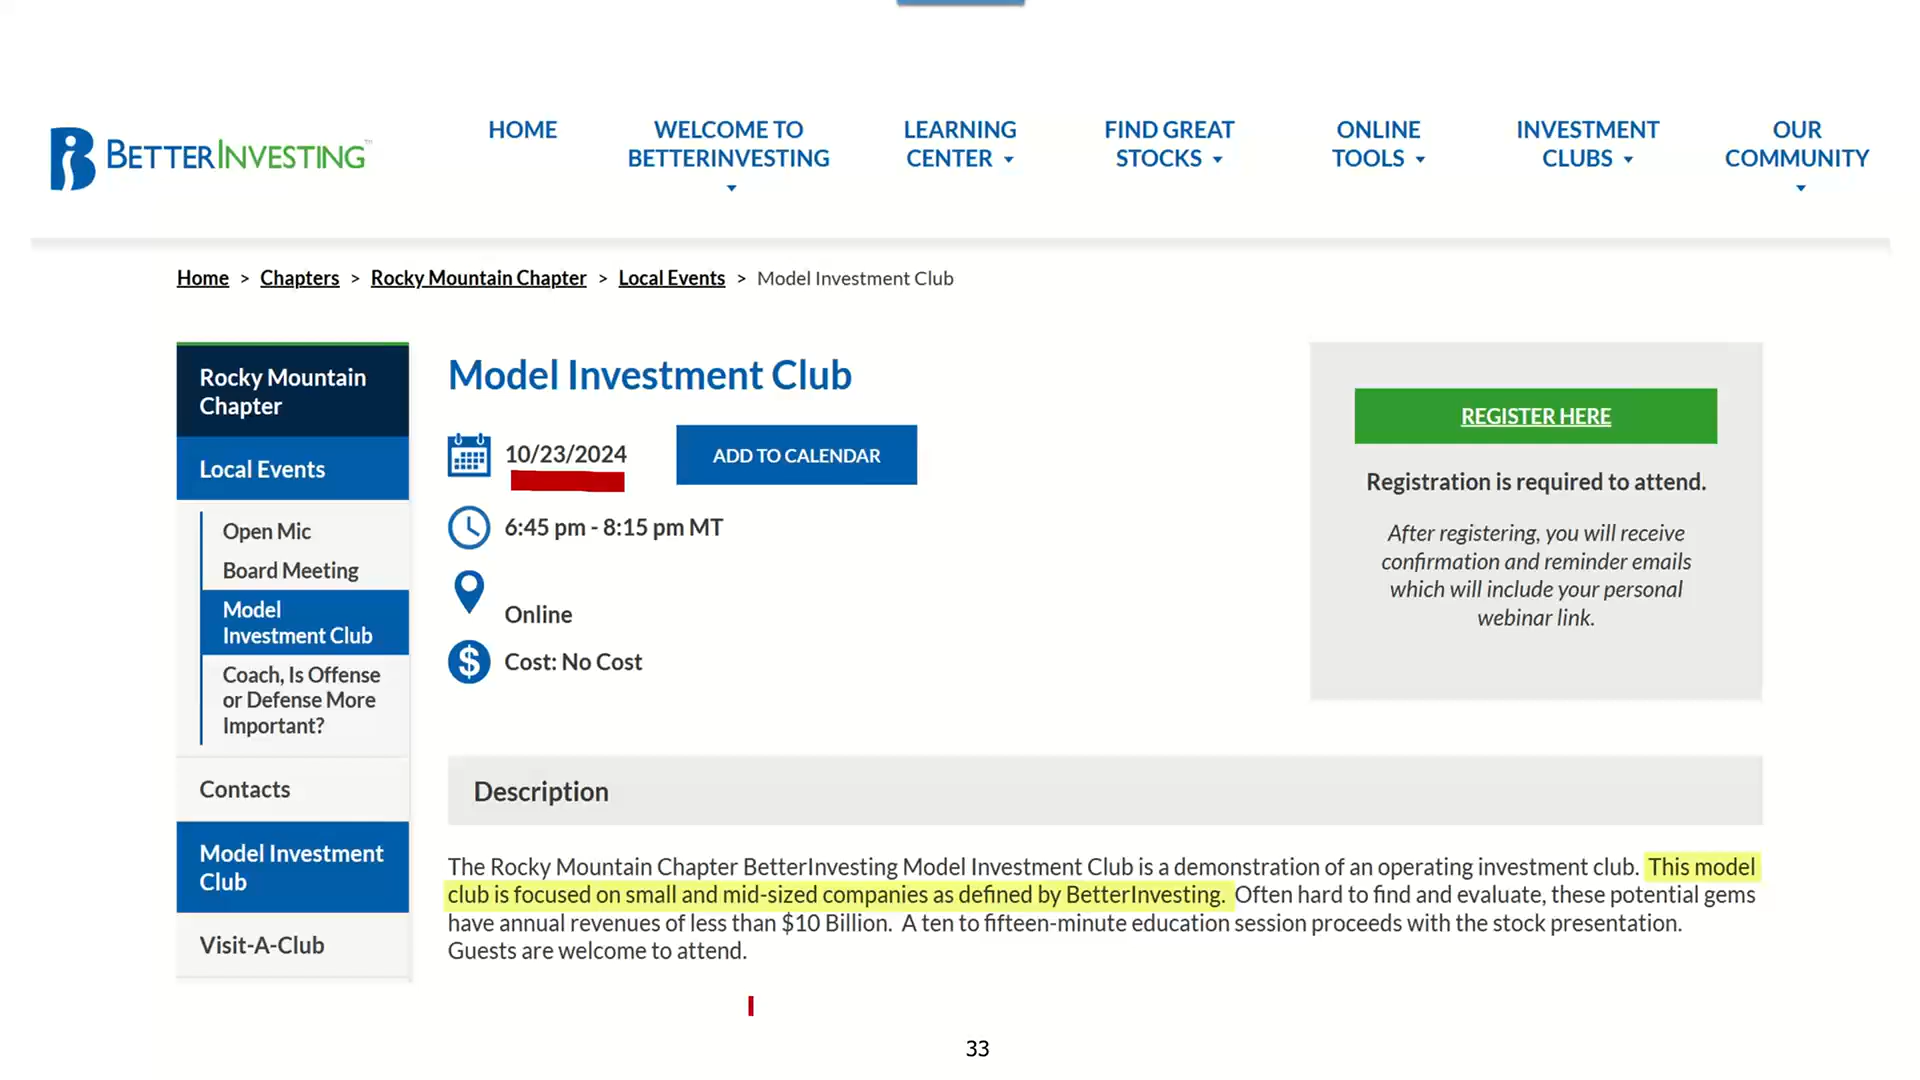 BETTERINVESTING™
HOME
WELCOME TO
BETTERINVESTING
LEARNING
CENTER
FIND GREAT
STOCKS
ONLINE
TOOLS
INVESTMENT
CLUBS
OUR
COMMUNITY
Home > Chapters > Rocky Mountain Chapter > Local Events > Model Investment Club
Rocky Mountain
Chapter
Local Events
Open Mic
Board Meeting
Model
Investment Club
Coach, Is Offense
or Defense More
Important?
Contacts
Model Investment
Club
Visit-A-Club
Model Investment Club
10/23/2024
ADD TO CALENDAR
6:45 pm - 8:15 pm MT
Online
$ Cost: No Cost
REGISTER HERE
Registration is required to attend.
After registering, you will receive
confirmation and reminder emails
which will include your personal
webinar link.
Description
The Rocky Mountain Chapter BetterInvesting Model Investment Club is a demonstration of an operating investment club. This model
club is focused on small and mid-sized companies as defined by BetterInvesting. Often hard to find and evaluate, these potential gems
have annual revenues of less than $10 Billion. A ten to fifteen-minute education session proceeds with the stock presentation.
Guests are welcome to attend.
33